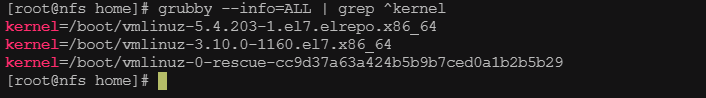 [root@nfs home]# grubby --info=ALL | grep ^kernel
kernel=/boot/vmlinuz-5.4.203-1.el7.elrepo.x86_64
kernel=/boot/vmlinuz-3.10.0-1160.el7.x86_64
kernel=/boot/vmlinuz-0-rescue-cc9d37a63a424b5b9b7ced0a1b2b5b29
[root@nfs home]#